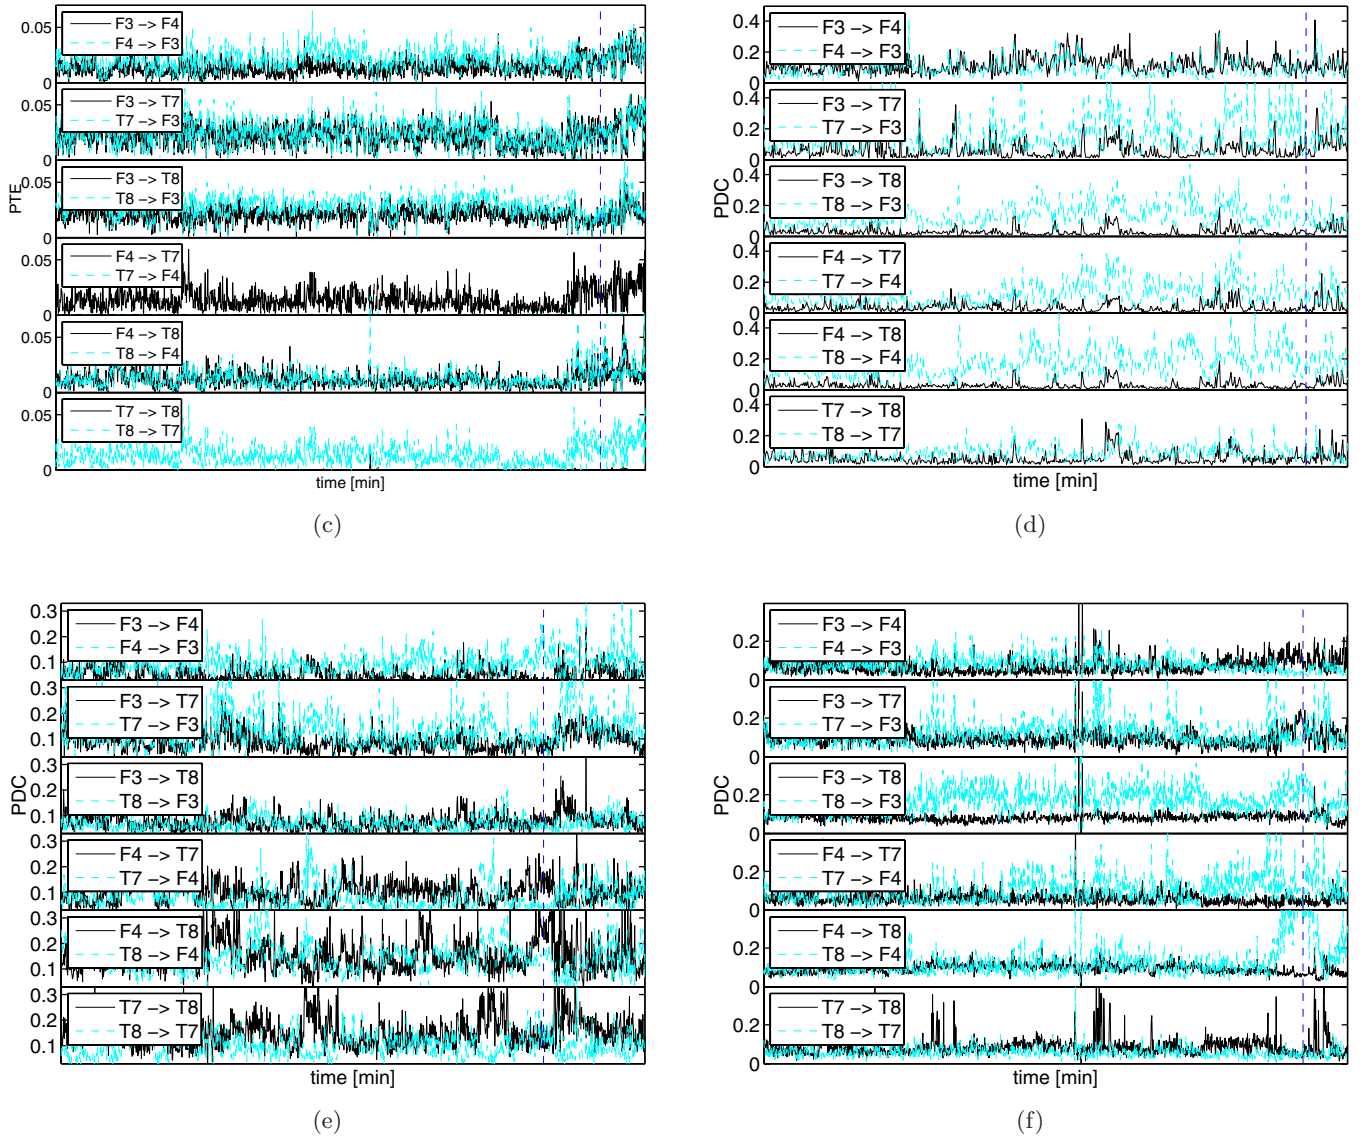 0.05
F3 -> F4
F4 -> F3
0
0.05
F3 -> T7
T7 -> F3
0
0.05
F3 -> T8
T8 -> F3
0
0.05
F4 -> T7
T7 -> F4
0
0.05
F4 -> T8
T8 -> F4
0
0.05
T7 -> T8
T8 -> T7
0
PTE
time [min]
(c)
0.4
0.2
0
F3 -> F4
F4 -> F3
0.4
0.2
0
F3 -> T7
T7 -> F3
0.4
0.2
0
F3 -> T8
T8 -> F3
0.4
0.2
0
F4 -> T7
T7 -> F4
0.4
0.2
0
F4 -> T8
T8 -> F4
0.4
0.2
0
T7 -> T8
T8 -> T7
PDC
time [min]
(d)
0.3
0.2
0.1
F3 -> F4
F4 -> F3
0.3
0.2
0.1
F3 -> T7
T7 -> F3
0.3
0.2
0.1
F3 -> T8
T8 -> F3
0.3
0.2
0.1
F4 -> T7
T7 -> F4
0.3
0.2
0.1
F4 -> T8
T8 -> F4
0.3
0.2
0.1
T7 -> T8
T8 -> T7
PDC
time [min]
(e)
0.2
0
F3 -> F4
F4 -> F3
0.2
0
F3 -> T7
T7 -> F3
0.2
0
F3 -> T8
T8 -> F3
0.2
0
F4 -> T7
T7 -> F4
0.2
0
F4 -> T8
T8 -> F4
0.2
0
T7 -> T8
T8 -> T7
PDC
time [min]
(f)